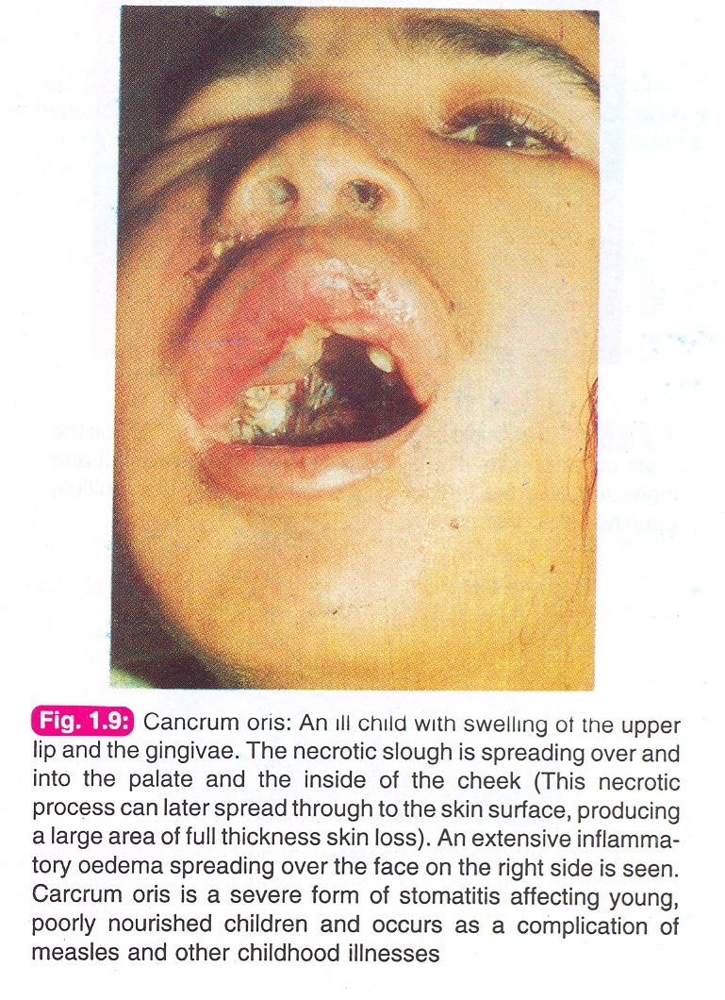 Fig. 1.9: Cancrum oris: An ill child with swelling of the upper
lip and the gingivae. The necrotic slough is spreading over and
into the palate and the inside of the cheek (This necrotic
process can later spread through to the skin surface, producing
a large area of full thickness skin loss). An extensive inflamma-
tory oedema spreading over the face on the right side is seen.
Carcrum oris is a severe form of stomatitis affecting young,
poorly nourished children and occurs as a complication of
measles and other childhood illnesses